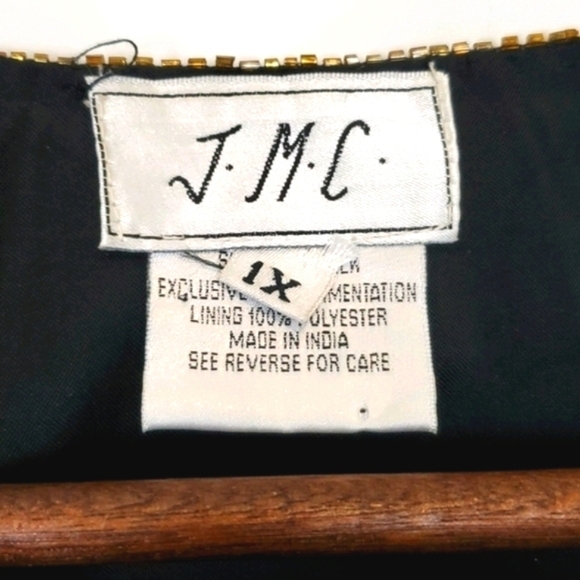 J.M.C.
1X
EXCLUSIVE
LINING 100% POLYESTER
MADE IN INDIA
SEE REVERSE FOR CARE